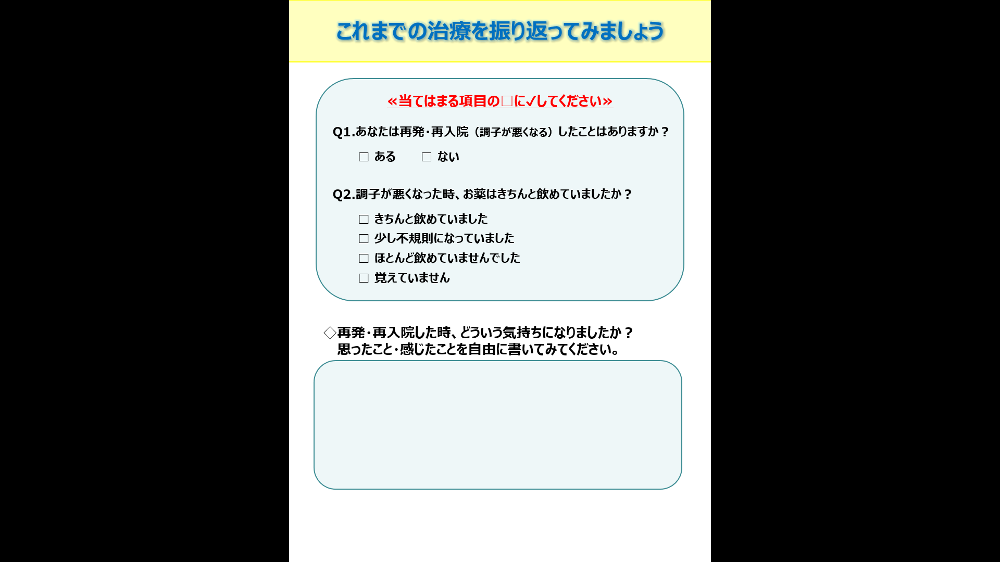 これまでの治療を振り返ってみましょう
≪当てはまる項目の□に✓してください≫
Q1.あなたは再発・再入院（調子が悪くなる）したことはありますか？
□ ある　　□ ない
Q2.調子が悪くなった時、お薬はきちんと飲めていましたか？
□ きちんと飲めていました
□ 少し不規則になっていました
□ ほとんど飲めていませんでした
□ 覚えていません
◇再発・再入院した時、どういう気持ちになりましたか？
思ったこと・感じたことを自由に書いてみてください。